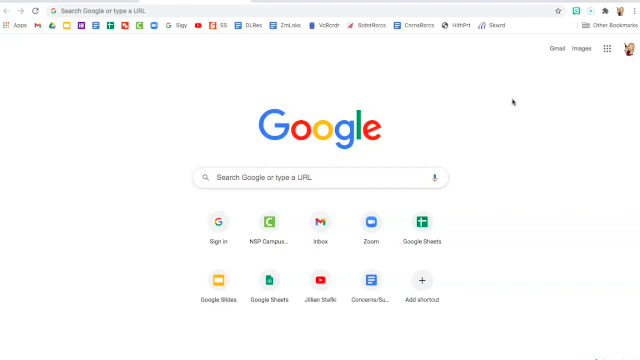 Search Google or type a URL
Apps Sigy SS DLRes ZmLnks VcRcrdr StdntRsrcs CnrnsRsrcs HlthPrt Skwrd Other Bookmarks
Gmail Images
Google
Search Google or type a URL
Sign in NSP Campus... Inbox Zoom Google Sheets
Google Slides Google Sheets Jillian Stafki Concerns/Su... Add shortcut